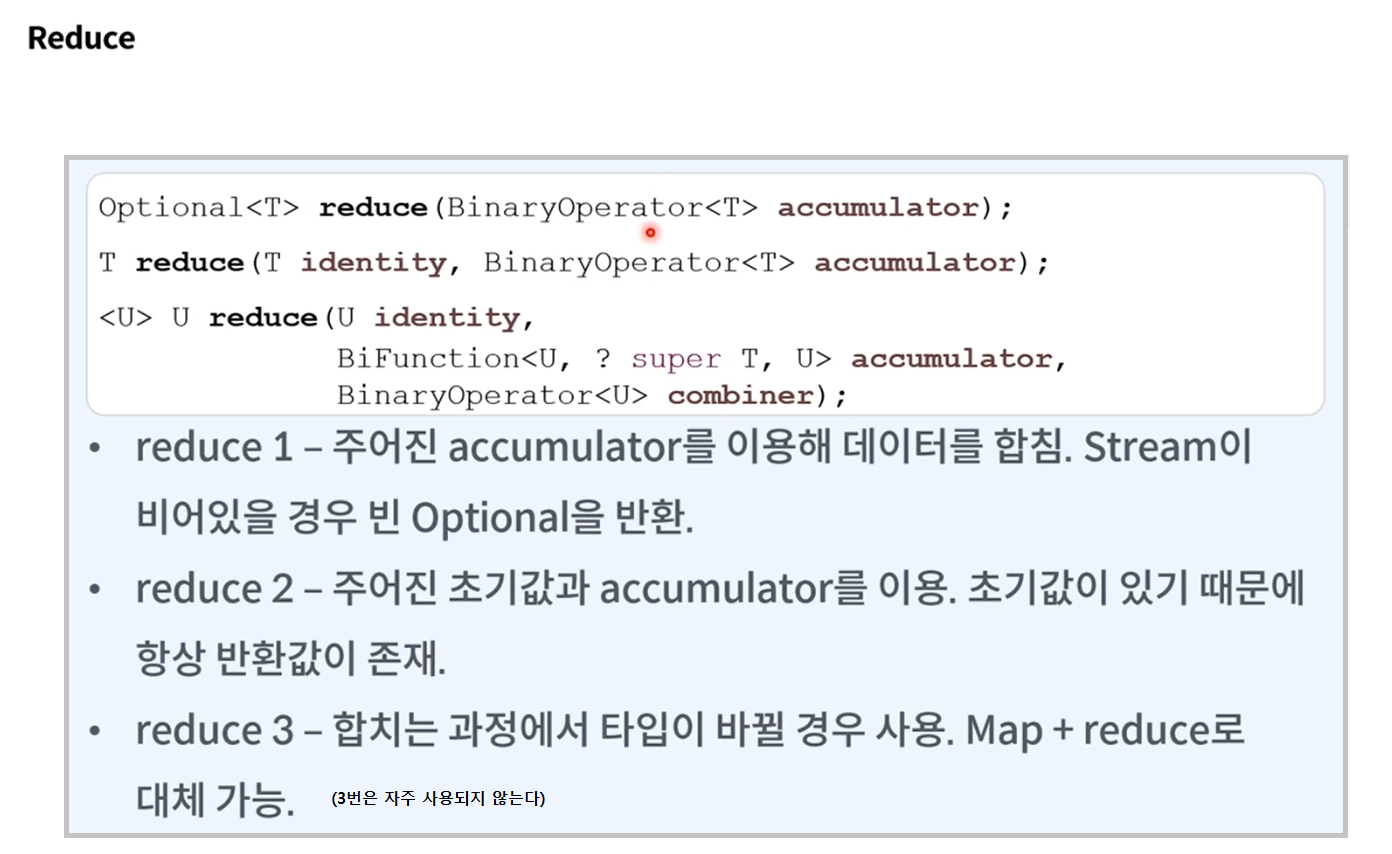 Reduce
Optional<T> reduce(BinaryOperator<T> accumulator);
T reduce(T identity, BinaryOperator<T> accumulator);
<U> U reduce(U identity,
BiFunction<U, ? super T, U> accumulator,
BinaryOperator<U> combiner);
• reduce 1 – 주어진 accumulator를 이용해 데이터를 합침. Stream이
비어있을 경우 빈 Optional을 반환.
• reduce 2 – 주어진 초기값과 accumulator를 이용. 초기값이 있기 때문에
항상 반환값이 존재.
• reduce 3 – 합치는 과정에서 타입이 바뀔 경우 사용. Map + reduce로
대체 가능. (3번은 자주 사용되지 않는다)